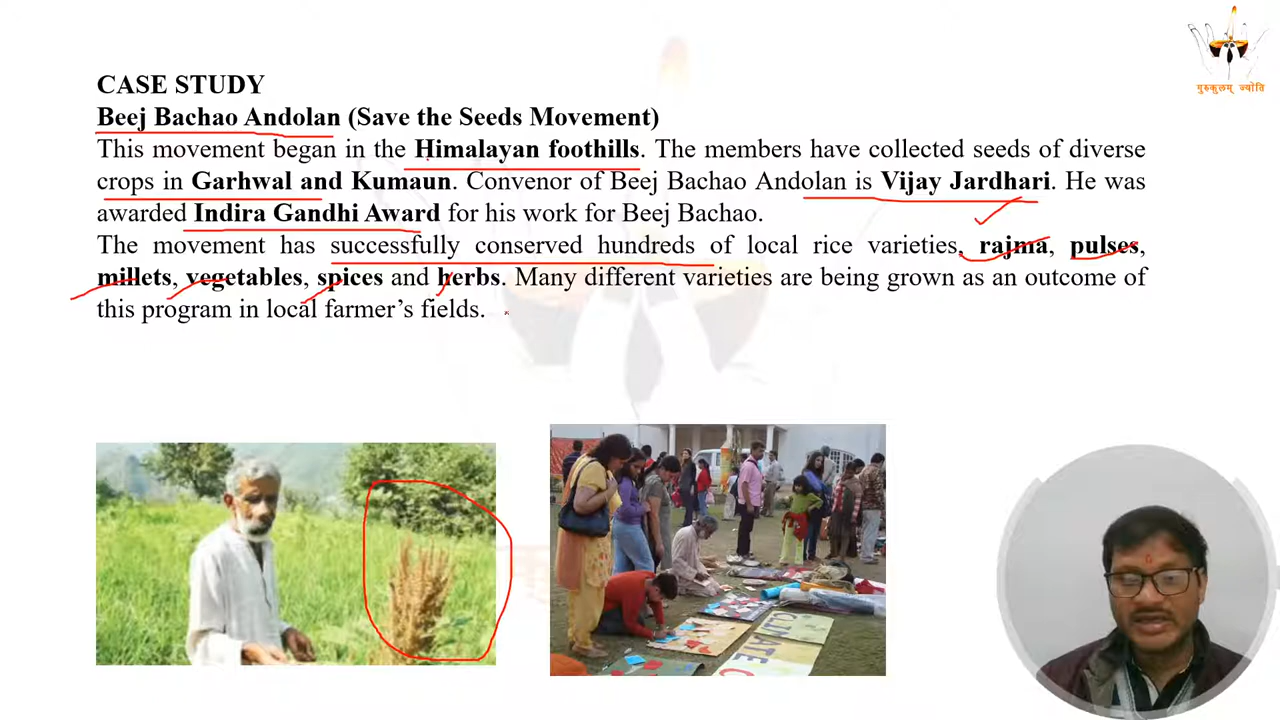 CASE STUDY
Beej Bachao Andolan (Save the Seeds Movement)
This movement began in the Himalayan foothills. The members have collected seeds of diverse
crops in Garhwal and Kumaun. Convenor of Beej Bachao Andolan is Vijay Jardhari. He was
awarded Indira Gandhi Award for his work for Beej Bachao.
The movement has successfully conserved hundreds of local rice varieties, rajma, pulses,
millets, vegetables, spices and herbs. Many different varieties are being grown as an outcome of
this program in local farmer’s fields.
गुरुकुलम् ज्योति
CLIMATE C